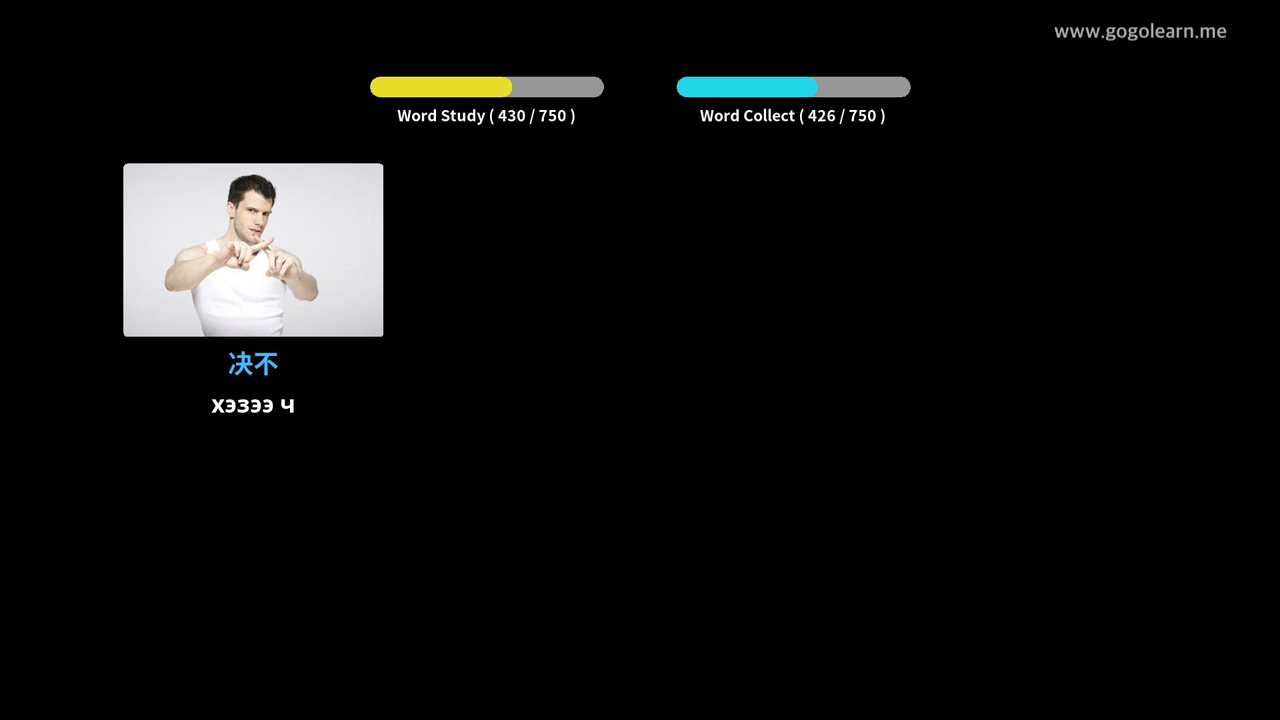 www.gogolearn.me
Word Study ( 430 / 750 )
Word Collect ( 426 / 750 )
决不
хэзээ ч